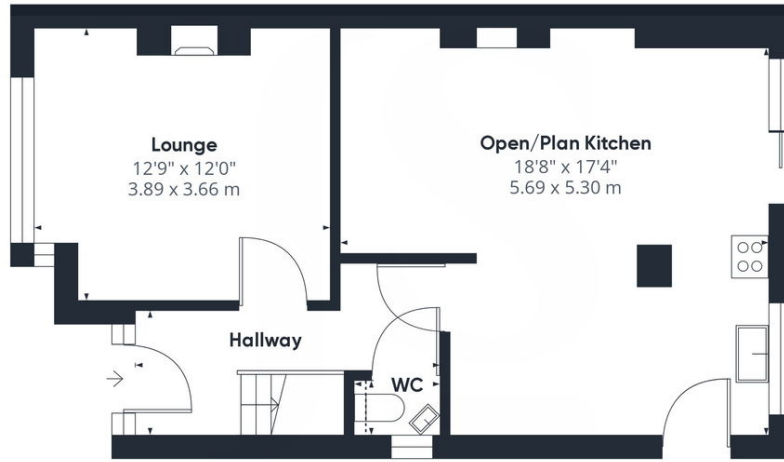 Lounge
12'9" x 12'0"
3.89 x 3.66 m
Open/Plan Kitchen
18'8" x 17'4"
5.69 x 5.30 m
Hallway
WC